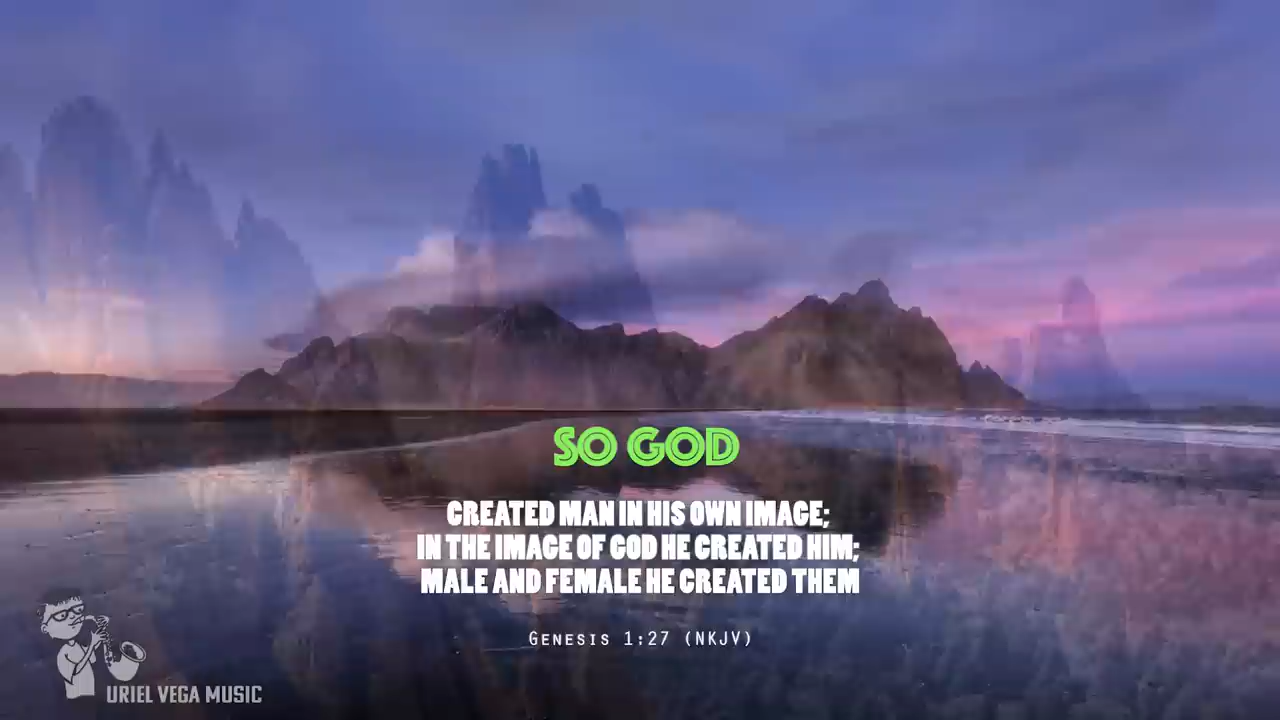 SO GOD
CREATED MAN IN HIS OWN IMAGE;
IN THE IMAGE OF GOD HE CREATED HIM;
MALE AND FEMALE HE CREATED THEM
GENESIS 1:27 (NKJV)
URIEL VEGA MUSIC